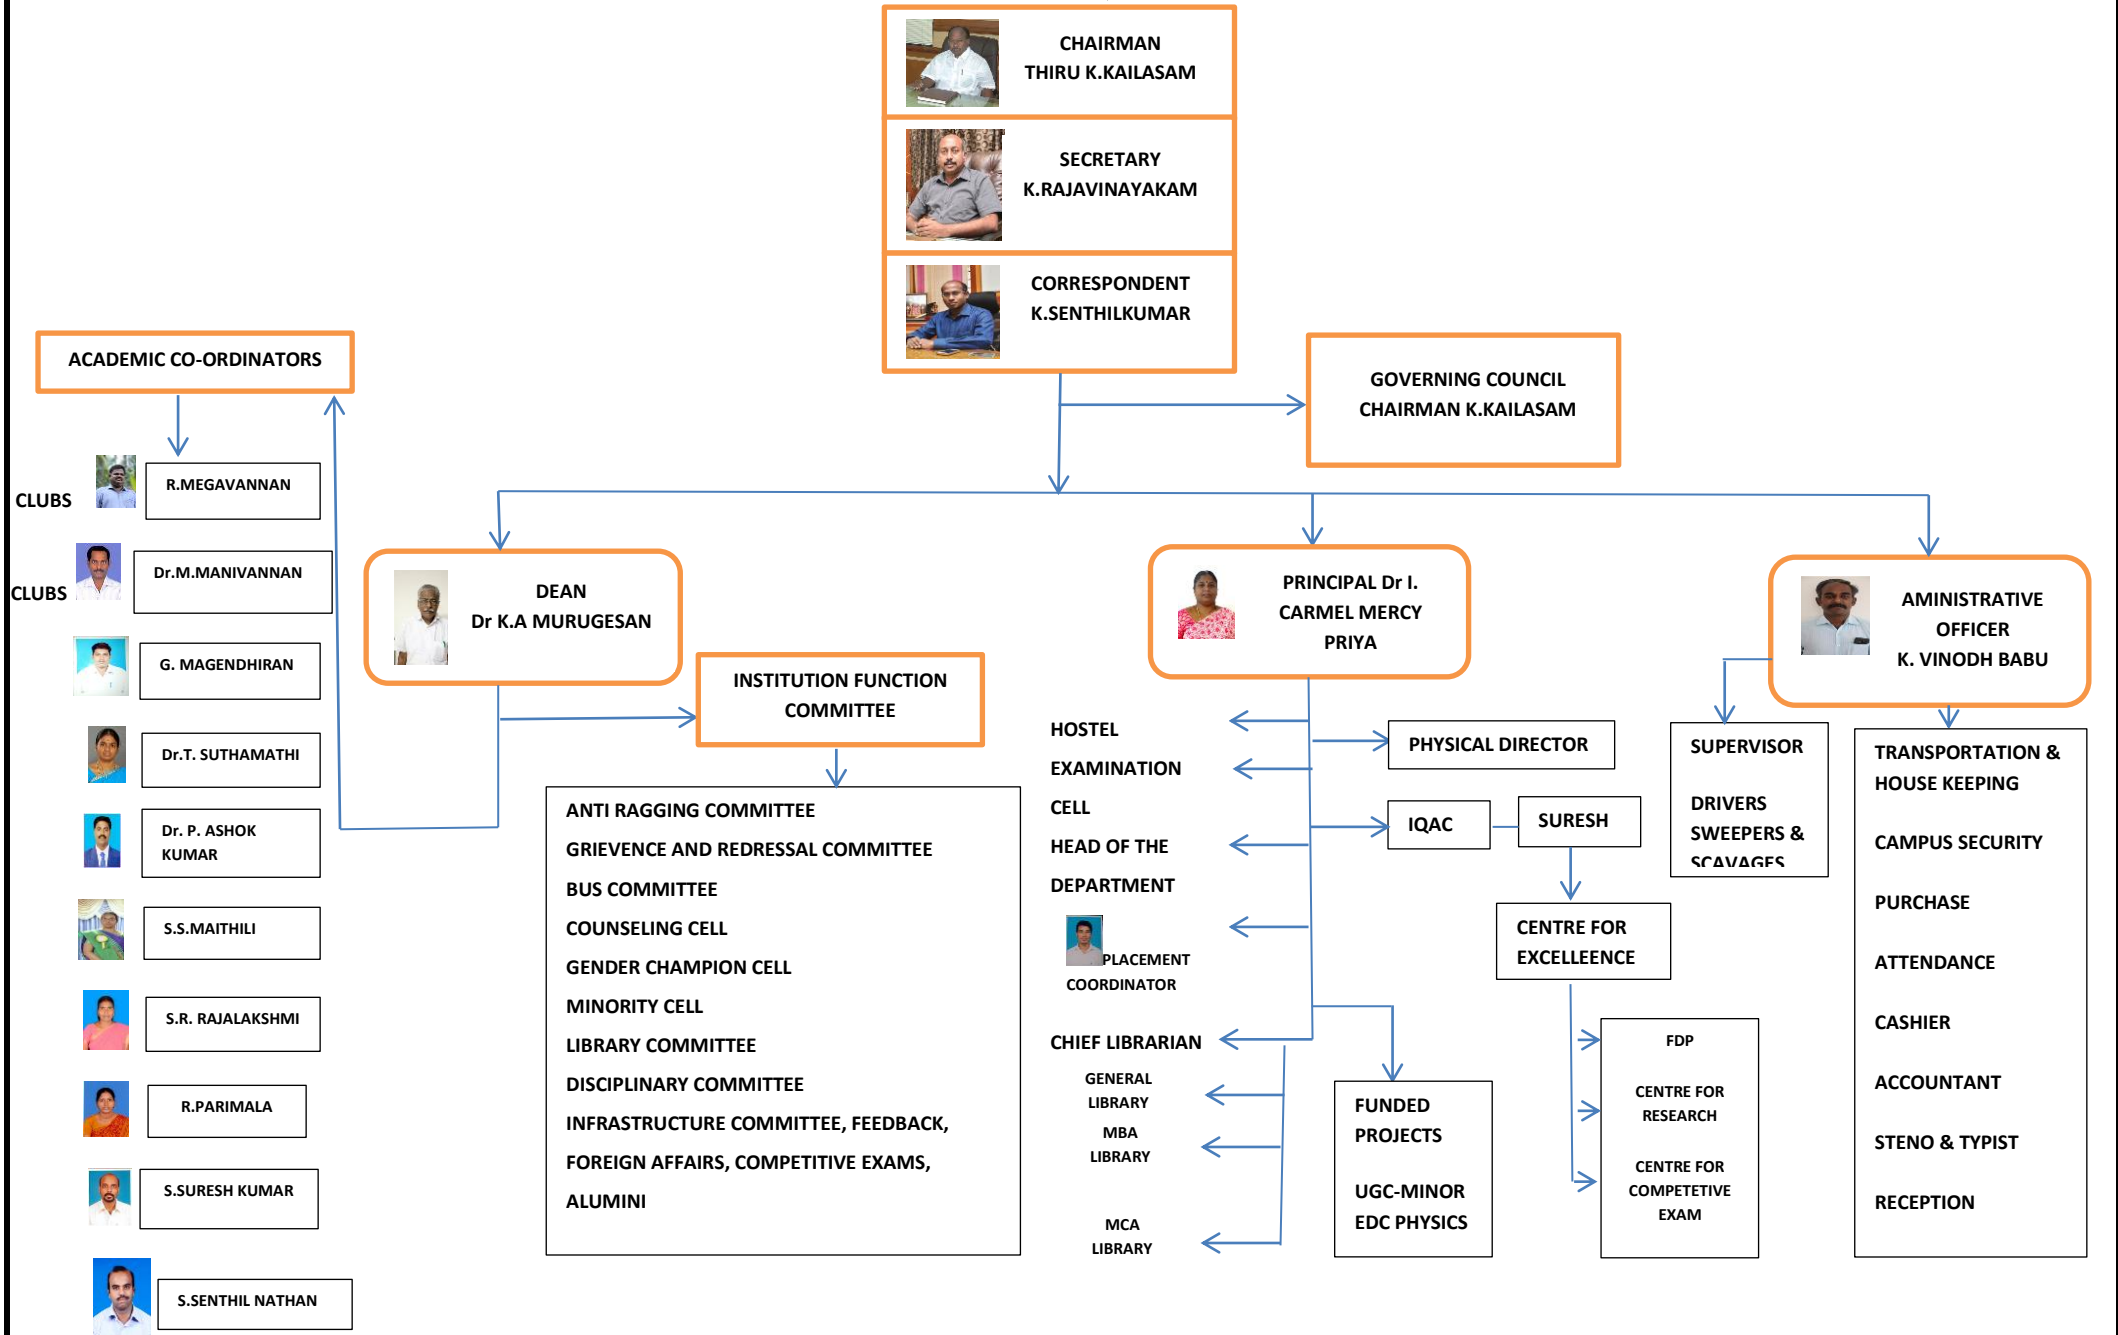 CHAIRMAN
THIRU K.KAILASAM
SECRETARY
K.RAJAVINAYAKAM
CORRESPONDENT
K.SENTHILKUMAR
GOVERNING COUNCIL
CHAIRMAN K.KAILASAM
ACADEMIC CO-ORDINATORS
CLUBS
R.MEGAVANNAN
CLUBS
Dr.M.MANIVANNAN
G. MAGENDHIRAN
Dr.T. SUTHAMATHI
Dr. P. ASHOK
KUMAR
S.S.MAITHILI
S.R. RAJALAKSHMI
R.PARIMALA
S.SURESH KUMAR
S.SENTHIL NATHAN
DEAN
Dr K.A MURUGESAN
INSTITUTION FUNCTION
COMMITTEE
ANTI RAGGING COMMITTEE
GRIEVENCE AND REDRESSAL COMMITTEE
BUS COMMITTEE
COUNSELING CELL
GENDER CHAMPION CELL
MINORITY CELL
LIBRARY COMMITTEE
DISCIPLINARY COMMITTEE
INFRASTRUCTURE COMMITTEE, FEEDBACK,
FOREIGN AFFAIRS, COMPETITIVE EXAMS,
ALUMINI
PRINCIPAL Dr I.
CARMEL MERCY
PRIYA
HOSTEL
EXAMINATION
CELL
HEAD OF THE
DEPARTMENT
PLACEMENT
COORDINATOR
CHIEF LIBRARIAN
GENERAL
LIBRARY
MBA
LIBRARY
MCA
LIBRARY
PHYSICAL DIRECTOR
IQAC
SURESH
CENTRE FOR
EXCELLEENCE
FDP
CENTRE FOR
RESEARCH
CENTRE FOR
COMPETETIVE
EXAM
FUNDED
PROJECTS
UGC-MINOR
EDC PHYSICS
AMINISTRATIVE
OFFICER
K. VINODH BABU
SUPERVISOR
DRIVERS
SWEEPERS &
SCAVAGES
TRANSPORTATION &
HOUSE KEEPING
CAMPUS SECURITY
PURCHASE
ATTENDANCE
CASHIER
ACCOUNTANT
STENO & TYPIST
RECEPTION